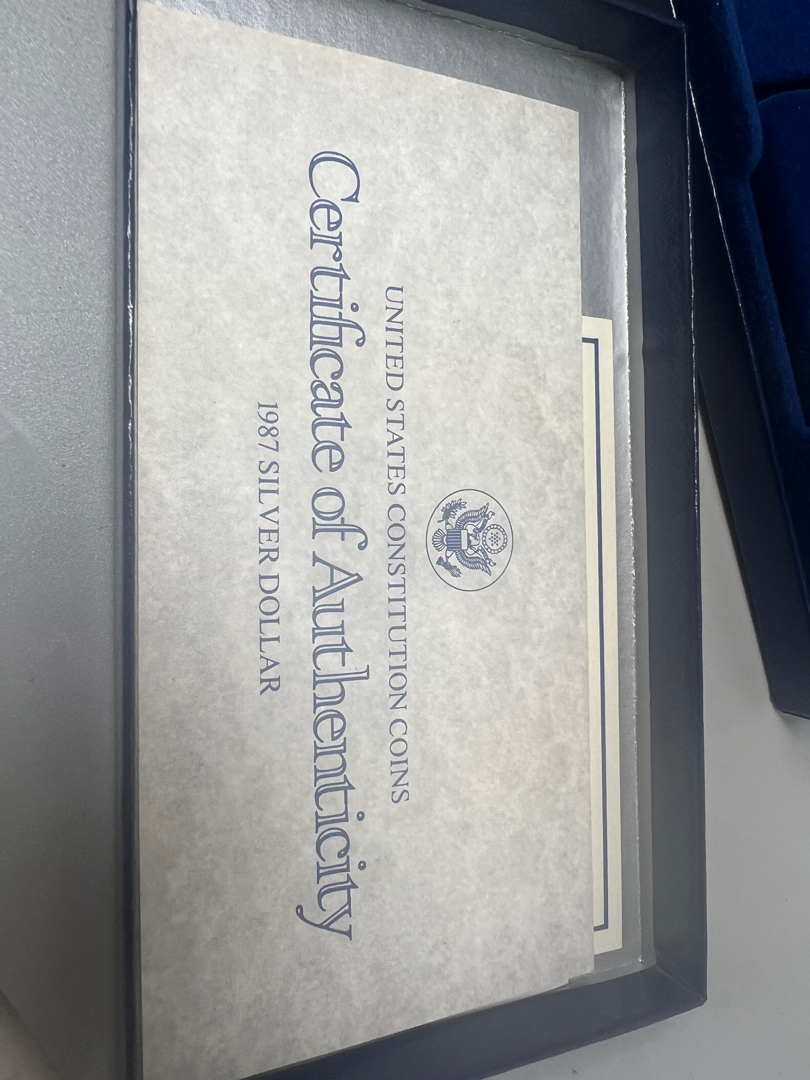 UNITED STATES CONSTITUTION COINS
Certificate of Authenticity
1987 SILVER DOLLAR